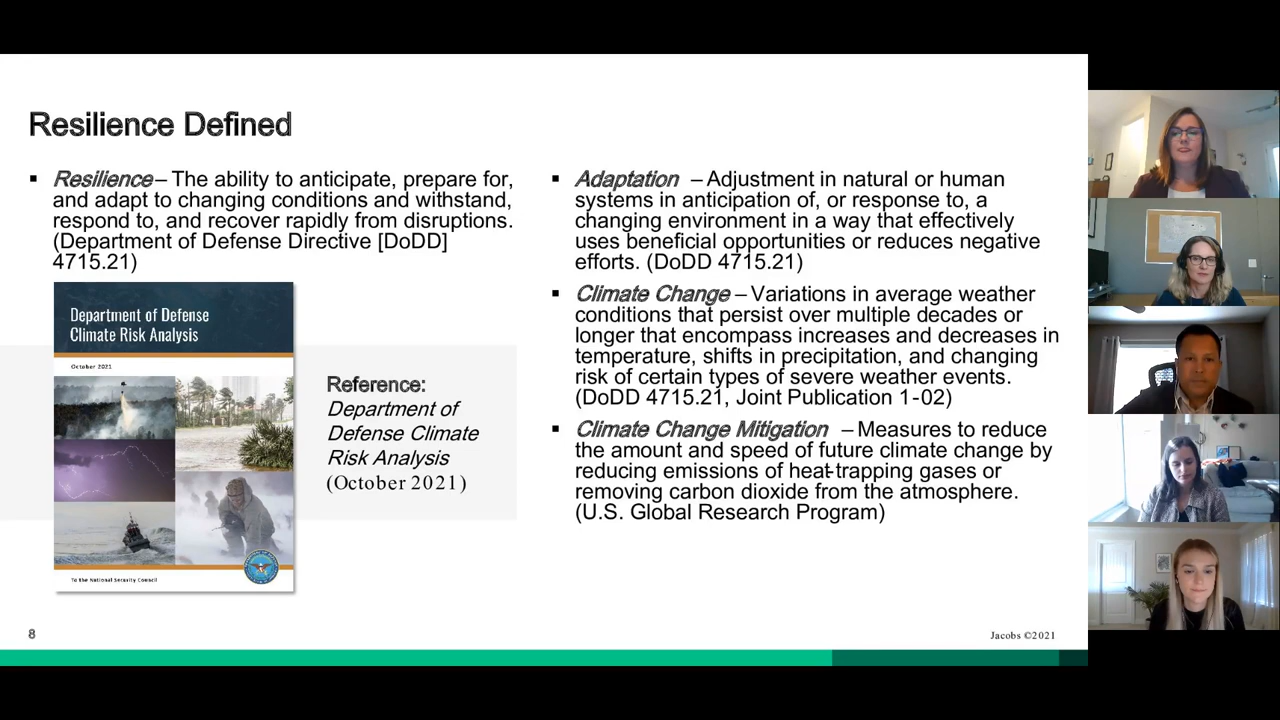 Resilience Defined
▪ Resilience – The ability to anticipate, prepare for,
and adapt to changing conditions and withstand,
respond to, and recover rapidly from disruptions.
(Department of Defense Directive [DoDD]
4715.21)
Department of Defense
Climate Risk Analysis
October 2021
To the National Security Council
Reference:
Department of
Defense Climate
Risk Analysis
(October 2021)
▪ Adaptation – Adjustment in natural or human
systems in anticipation of, or response to, a
changing environment in a way that effectively
uses beneficial opportunities or reduces negative
efforts. (DoDD 4715.21)
▪ Climate Change – Variations in average weather
conditions that persist over multiple decades or
longer that encompass increases and decreases in
temperature, shifts in precipitation, and changing
risk of certain types of severe weather events.
(DoDD 4715.21, Joint Publication 1-02)
▪ Climate Change Mitigation – Measures to reduce
the amount and speed of future climate change by
reducing emissions of heat-trapping gases or
removing carbon dioxide from the atmosphere.
(U.S. Global Research Program)
8
Jacobs ©2021